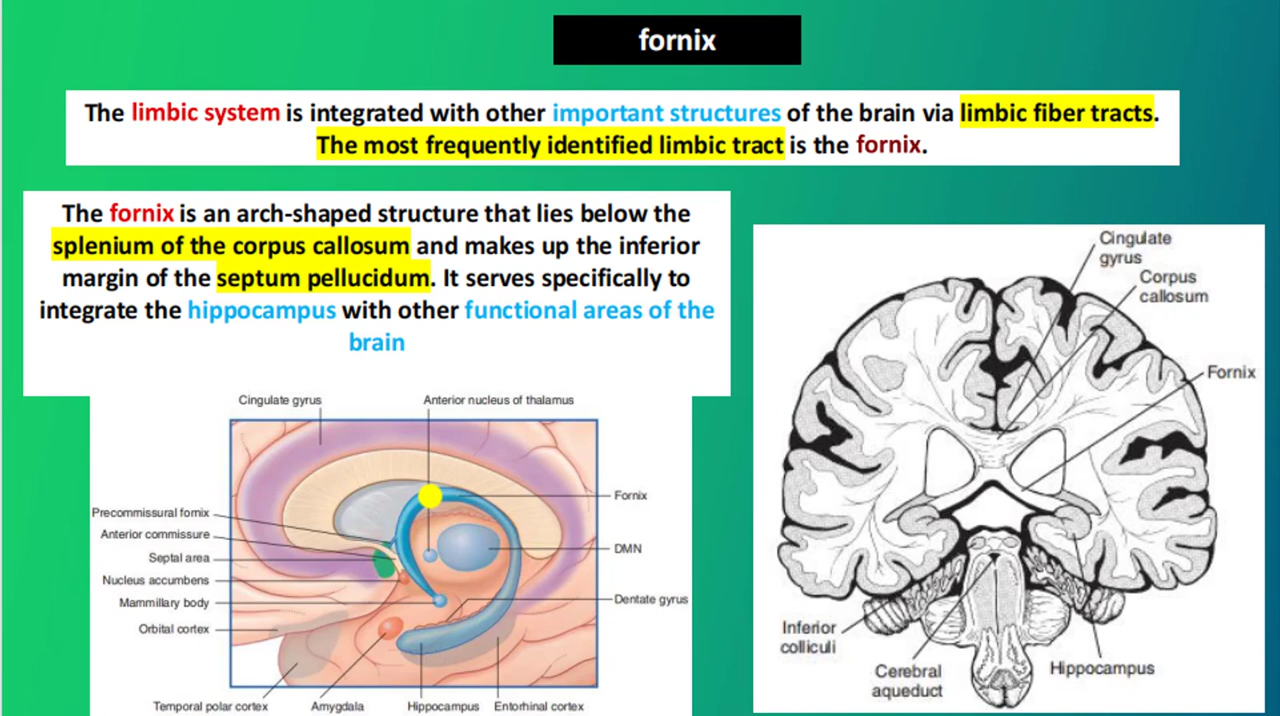 fornix
The limbic system is integrated with other important structures of the brain via limbic fiber tracts.
The most frequently identified limbic tract is the fornix.
The fornix is an arch-shaped structure that lies below the
splenium of the corpus callosum and makes up the inferior
margin of the septum pellucidum. It serves specifically to
integrate the hippocampus with other functional areas of the
brain
Cingulate gyrus
Anterior nucleus of thalamus
Precommissural fornix
Anterior commissure
Septal area
Nucleus accumbens
Mammillary body
Orbital cortex
Temporal polar cortex
Amygdala
Hippocampus
Entorhinal cortex
Fornix
DMN
Dentate gyrus
Cingulate
gyrus
Corpus
callosum
Fornix
Inferior
colliculi
Cerebral
aqueduct
Hippocampus